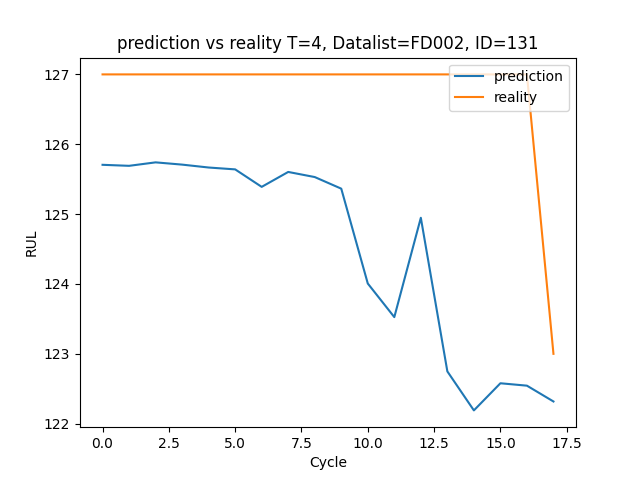 prediction vs reality T=4, Datalist=FD002, ID=131
127
126
125
124
123
122
RUL
prediction
reality
0.0 2.5 5.0 7.5 10.0 12.5 15.0 17.5
Cycle